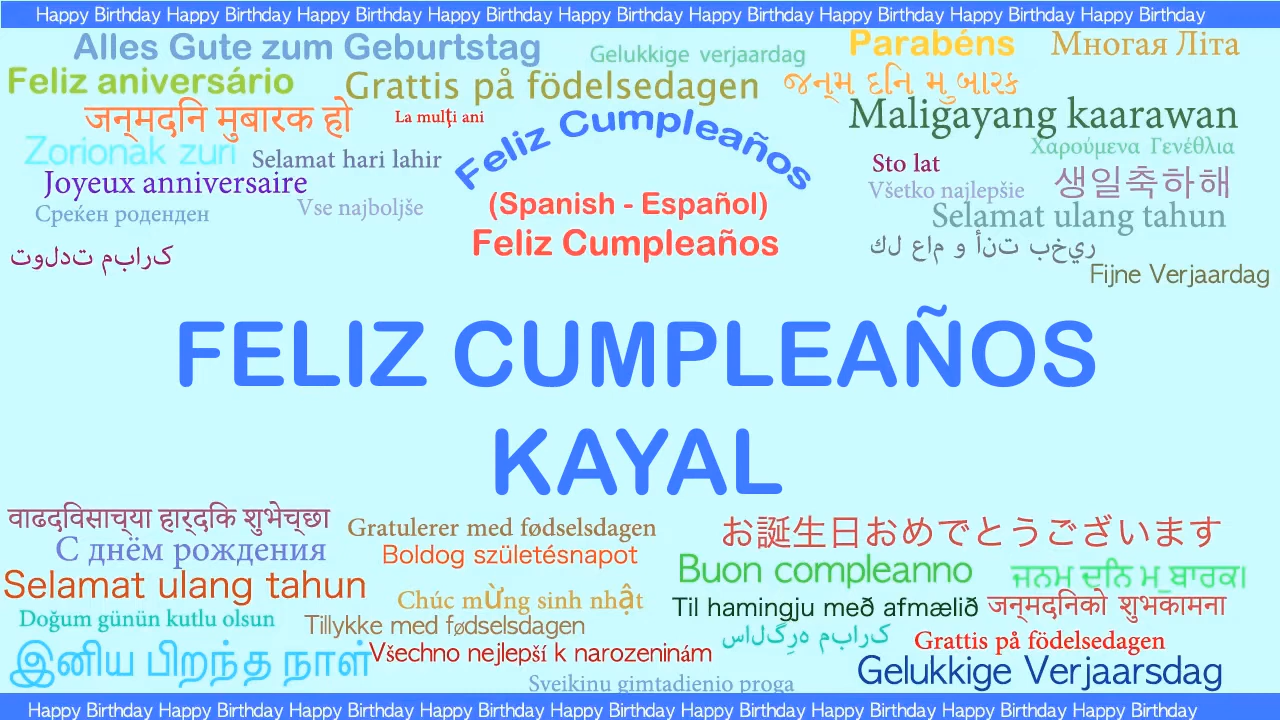 Happy Birthday Happy Birthday Happy Birthday Happy Birthday Happy Birthday Happy Birthday Happy Birthday Happy Birthday Happy Birthday
Alles Gute zum Geburtstag
Gelukkige verjaardag
Parabéns
Многая Літа
Feliz aniversário
Grattis på födelsedagen
જન્મ દિન મુબારક
जन्मदिन मुबारक हो
La mulţi ani
Feliz Cumpleaños
Maligayang kaarawan
Zorionak zuri
Selamat hari lahir
Sto lat
Χαρούμενα Γενέθλια
Joyeux anniversaire
(Spanish - Español)
Všetko najlepšie
생일축하해
Среќен роденден
Vse najboljše
Feliz Cumpleaños
Selamat ulang tahun
تولدت مبارک
كل عام و أنت بخير
Fijne Verjaardag
FELIZ CUMPLEAÑOS
KAYAL
वाढदिवसाच्या हार्दिक शुभेच्छा
Gratulerer med fødselsdagen
お誕生日おめでとうございます
С днём рождения
Boldog születésnapot
Buon compleanno
ਜਨਮ ਦਿਨ ਮੁਬਾਰਕ।
Selamat ulang tahun
Chúc mừng sinh nhật
Til hamingju með afmælið
जन्मदिनको शुभकामना
Doğum günün kutlu olsun
Tillykke med fødselsdagen
سالگرہ مبارک
Grattis på födelsedagen
இனிய பிறந்த நாள்
Všechno nejlepší k narozeninám
Gelukkige Verjaarsdag
Sveikinu gimtadienio proga
Happy Birthday Happy Birthday Happy Birthday Happy Birthday Happy Birthday Happy Birthday Happy Birthday Happy Birthday Happy Birthday